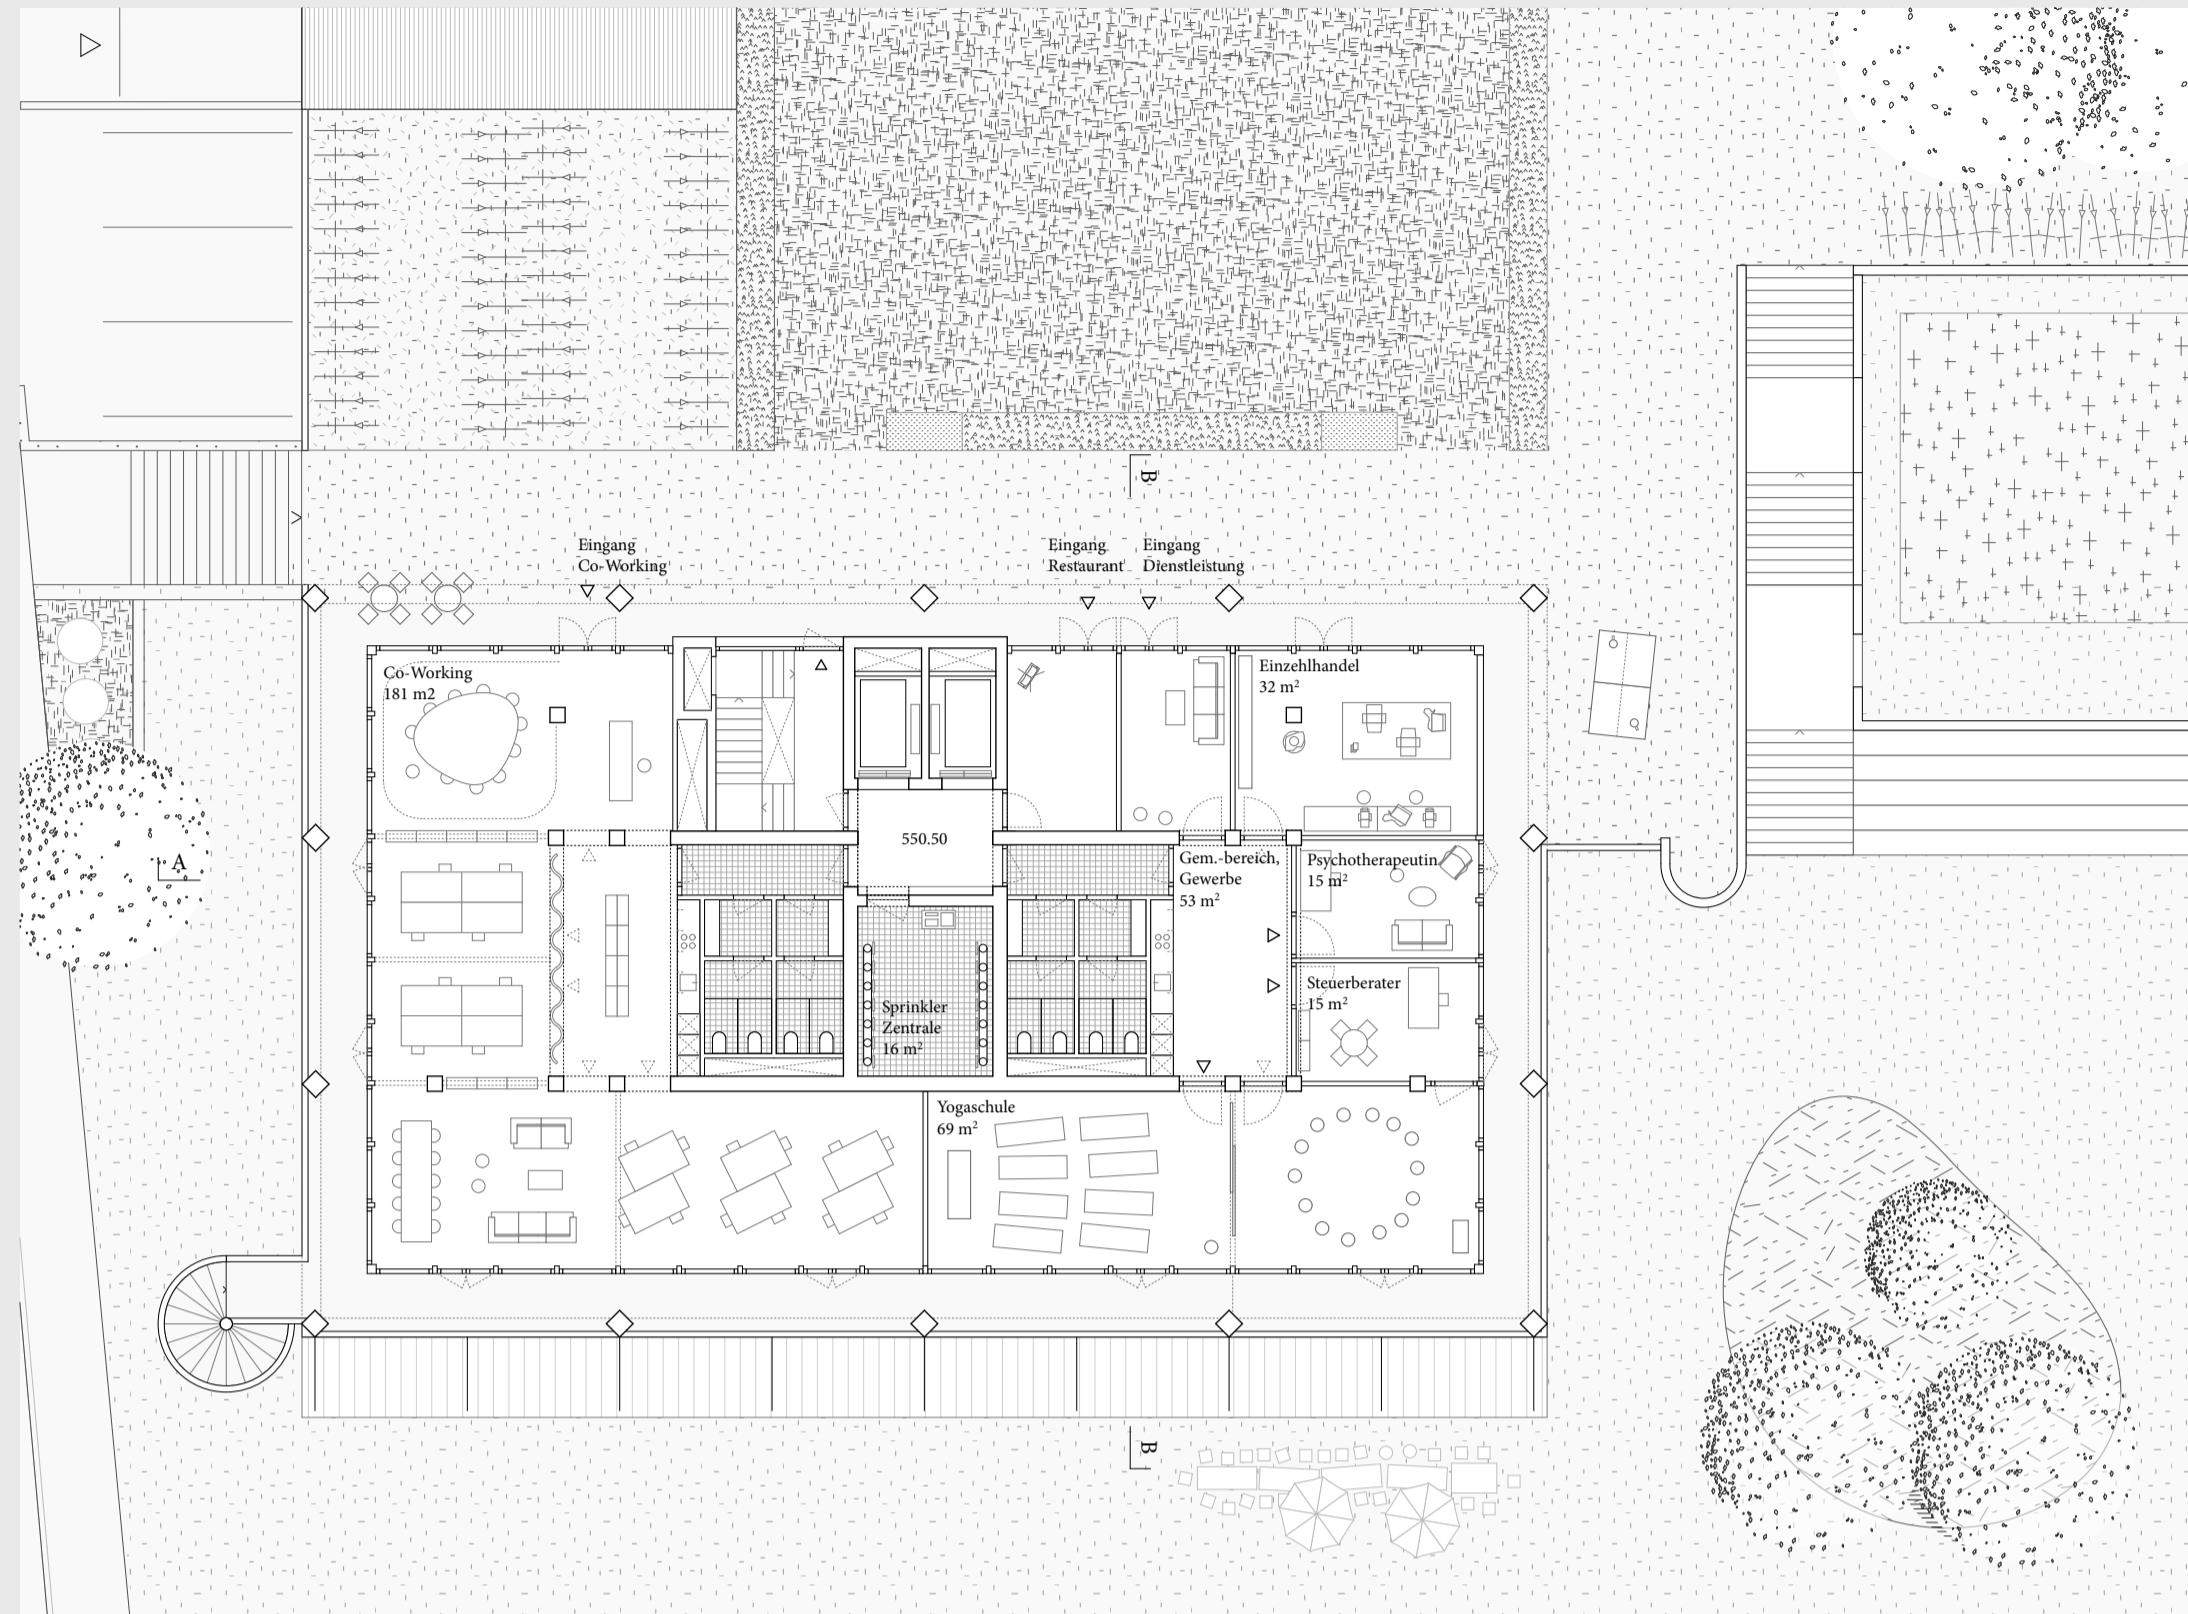 B
Eingang
Co-Working
Eingang
Restaurant
Eingang
Dienstleistung
Co-Working
181 m2
Einzehlhandel
32 m²
550.50
A
Gem.-bereich,
Gewerbe
53 m²
Psychotherapeutin
15 m²
Steuerberater
15 m²
Sprinkler
Zentrale
16 m²
Yogaschule
69 m²
B